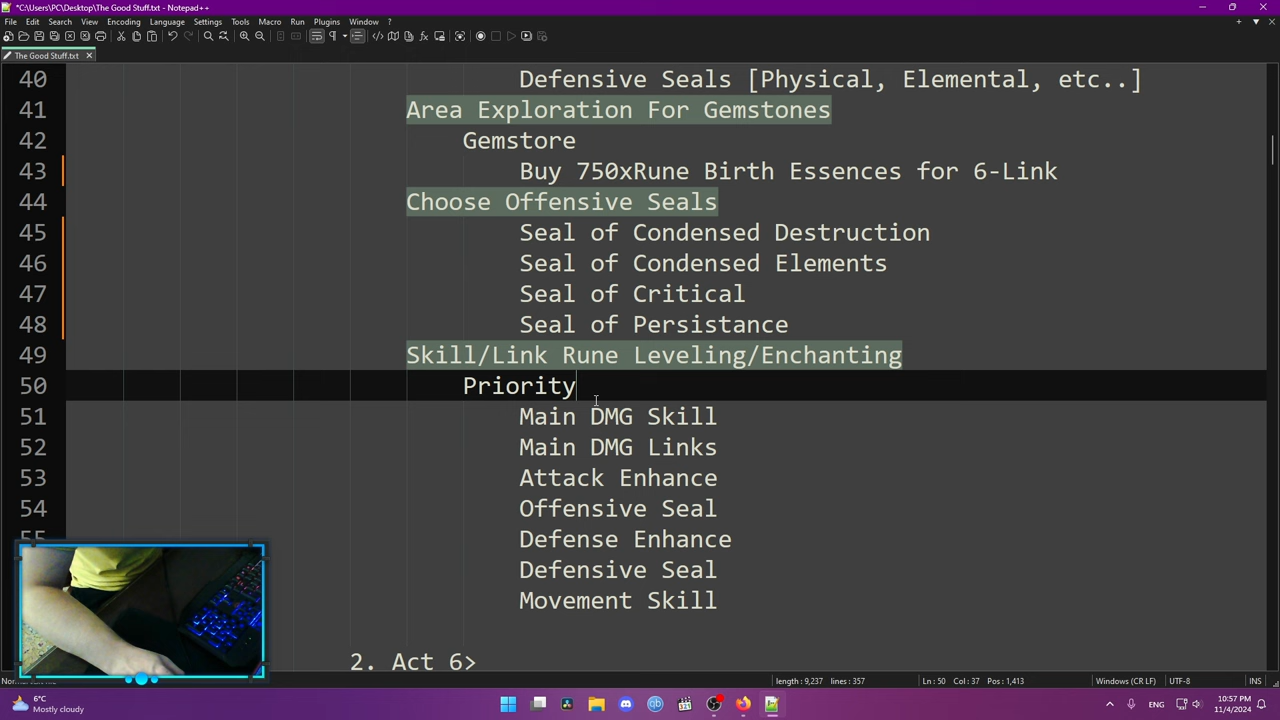 *C:\Users\PC\Desktop\The Good Stuff.txt - Notepad++
File Edit Search View Encoding Language Settings Tools Macro Run Plugins Window ?
The Good Stuff.txt
40 Defensive Seals [Physical, Elemental, etc..]
41 Area Exploration For Gemstones
42 Gemstore
43 Buy 750xRune Birth Essences for 6-Link
44 Choose Offensive Seals
45 Seal of Condensed Destruction
46 Seal of Condensed Elements
47 Seal of Critical
48 Seal of Persistance
49 Skill/Link Rune Leveling/Enchanting
50 Priority
51 Main DMG Skill
52 Main DMG Links
53 Attack Enhance
54 Offensive Seal
55 Defense Enhance
Defensive Seal
Movement Skill
2. Act 6>
length : 9,237 lines : 357 Ln : 50 Col : 37 Pos : 1,413 Windows (CR LF) UTF-8 INS
6°C
Mostly cloudy
ENG
10:57 PM
11/4/2024